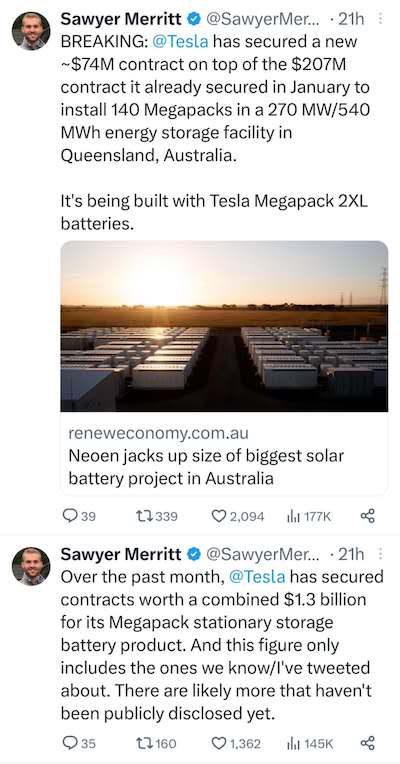 Sawyer Merritt @SawyerMer... · 21h
BREAKING: @Tesla has secured a new
~$74M contract on top of the $207M
contract it already secured in January to
install 140 Megapacks in a 270 MW/540
MWh energy storage facility in
Queensland, Australia.
It's being built with Tesla Megapack 2XL
batteries.
reneweconomy.com.au
Neoen jacks up size of biggest solar
battery project in Australia
39 339 2,094 177K
Sawyer Merritt @SawyerMer... · 21h
Over the past month, @Tesla has secured
contracts worth a combined $1.3 billion
for its Megapack stationary storage
battery product. And this figure only
includes the ones we know/I've tweeted
about. There are likely more that haven't
been publicly disclosed yet.
35 160 1,362 145K